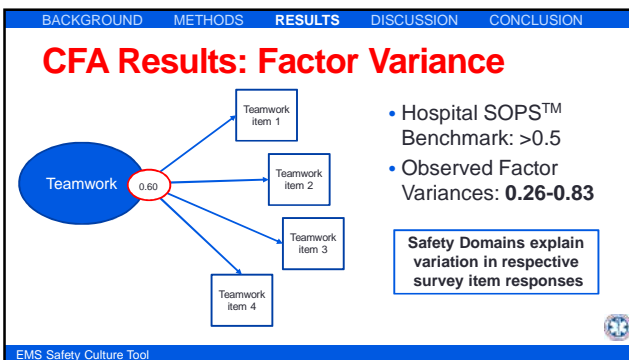 BACKGROUND METHODS RESULTS DISCUSSION CONCLUSION
CFA Results: Factor Variance
Teamwork
0.60
Teamwork
item 1
Teamwork
item 2
Teamwork
item 3
Teamwork
item 4
• Hospital SOPS™
Benchmark: >0.5
• Observed Factor
Variances: 0.26-0.83
Safety Domains explain
variation in respective
survey item responses
EMS Safety Culture Tool